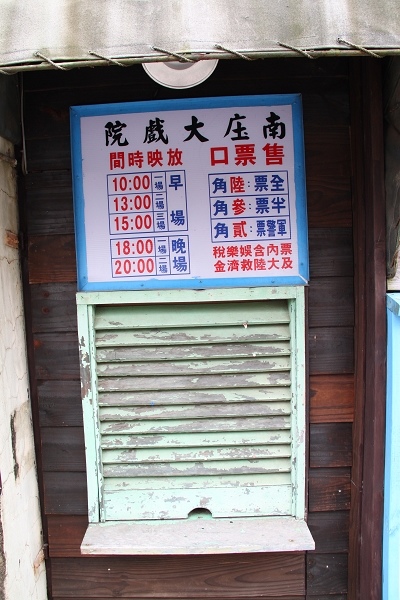 南庄大戲院
售票口
全票:陸角
半票:參角
軍警票:貳角
票內含娛樂稅
及大陸救濟金
放映時間
早場
一場 10:00
二場 13:00
三場 15:00
晚場
一場 18:00
二場 20:00